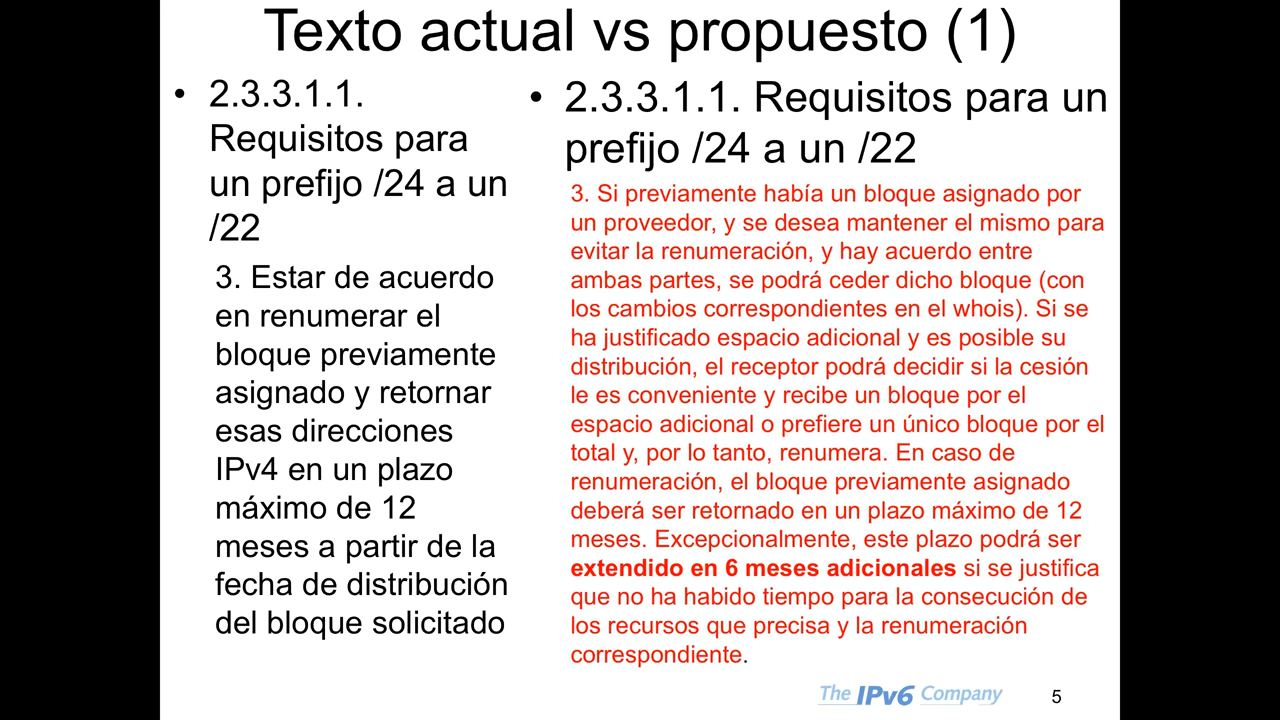 Texto actual vs propuesto (1)
• 2.3.3.1.1.
Requisitos para
un prefijo /24 a un
/22
3. Estar de acuerdo
en renumerar el
bloque previamente
asignado y retornar
esas direcciones
IPv4 en un plazo
máximo de 12
meses a partir de la
fecha de distribución
del bloque solicitado
• 2.3.3.1.1. Requisitos para un
prefijo /24 a un /22
3. Si previamente había un bloque asignado por
un proveedor, y se desea mantener el mismo para
evitar la renumeración, y hay acuerdo entre
ambas partes, se podrá ceder dicho bloque (con
los cambios correspondientes en el whois). Si se
ha justificado espacio adicional y es posible su
distribución, el receptor podrá decidir si la cesión
le es conveniente y recibe un bloque por el
espacio adicional o prefiere un único bloque por el
total y, por lo tanto, renumera. En caso de
renumeración, el bloque previamente asignado
deberá ser retornado en un plazo máximo de 12
meses. Excepcionalmente, este plazo podrá ser
extendido en 6 meses adicionales si se justifica
que no ha habido tiempo para la consecución de
los recursos que precisa y la renumeración
correspondiente.
The IPv6 Company
5